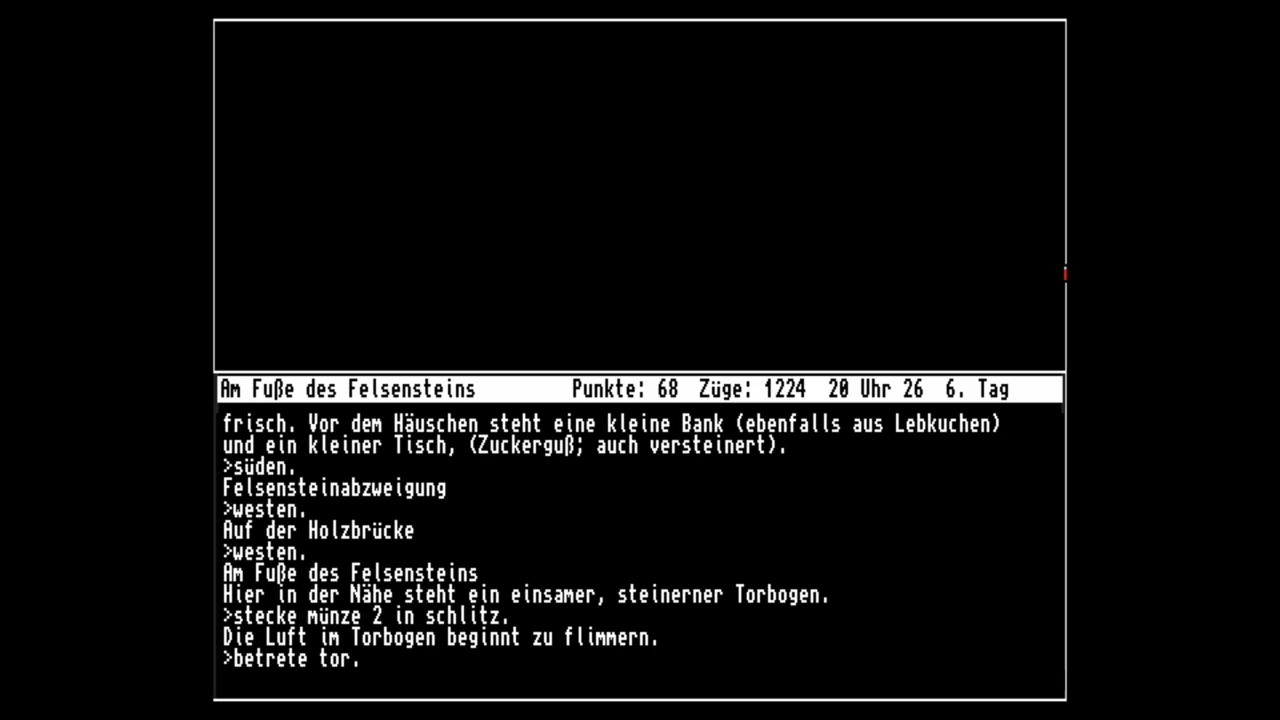 Am Fuße des Felsensteins Punkte: 68 Züge: 1224 20 Uhr 26 6. Tag
frisch. Vor dem Häuschen steht eine kleine Bank (ebenfalls aus Lebkuchen)
und ein kleiner Tisch, (Zuckerguß; auch versteinert).
>süden.
Felsensteinabzweigung
>westen.
Auf der Holzbrücke
>westen.
Am Fuße des Felsensteins
Hier in der Nähe steht ein einsamer, steinerner Torbogen.
>stecke münze 2 in schlitz.
Die Luft im Torbogen beginnt zu flimmern.
>betrete tor.